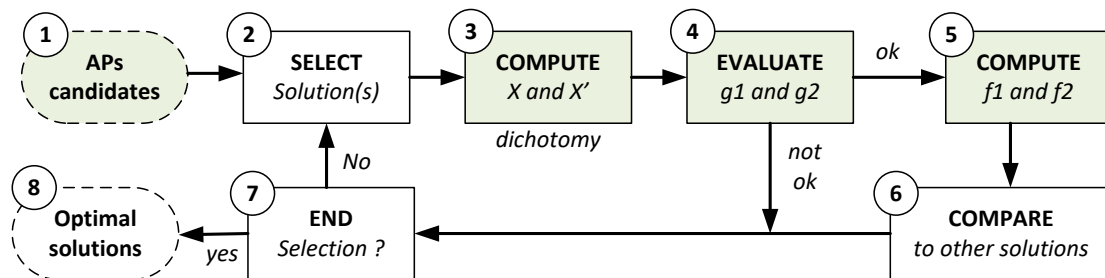 1
APs
candidates
2
SELECT
Solution(s)
3
COMPUTE
X and X’
dichotomy
4
EVALUATE
g1 and g2
ok
5
COMPUTE
f1 and f2
not
ok
No
8
Optimal
solutions
yes
7
END
Selection ?
6
COMPARE
to other solutions